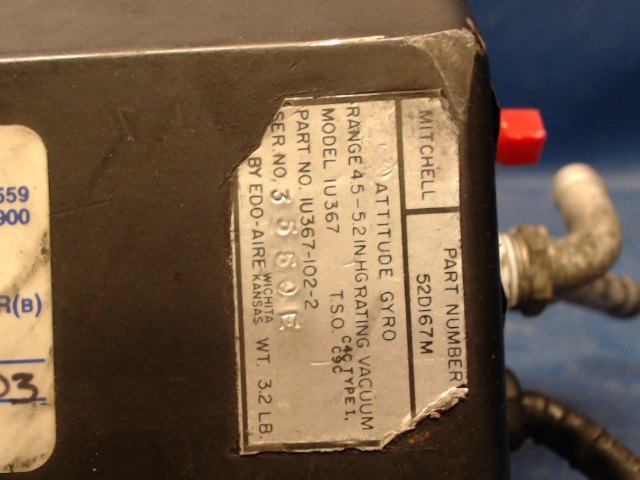 MITCHELL PART NUMBER
52D167M
ATTITUDE GYRO
RANGE 4.5-5.2 IN HG RATING VACUUM
MODEL 1U367 T.S.O. C4C TYPE I,
C9C
PART NO. 1U367-102-2
SER. NO. 3560E
BY EDO-AIRE WICHITA KANSAS WT. 3.2 LB.
559
900
R(B)
03